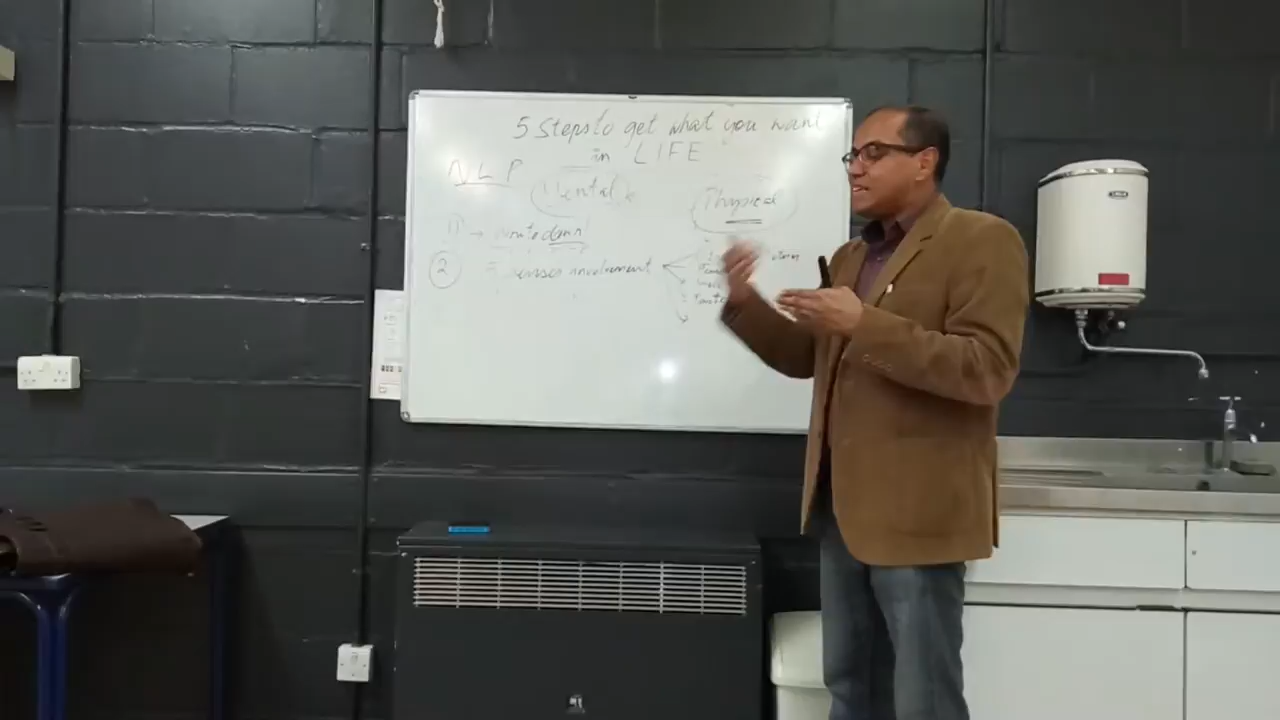 5 Steps to get what you want
in LIFE
NLP
Mental
Physical
1) → write down
2 5 senses involvement
Taste